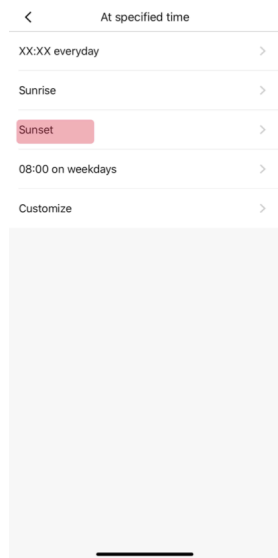 At specified time
XX:XX everyday
Sunrise
Sunset
08:00 on weekdays
Customize